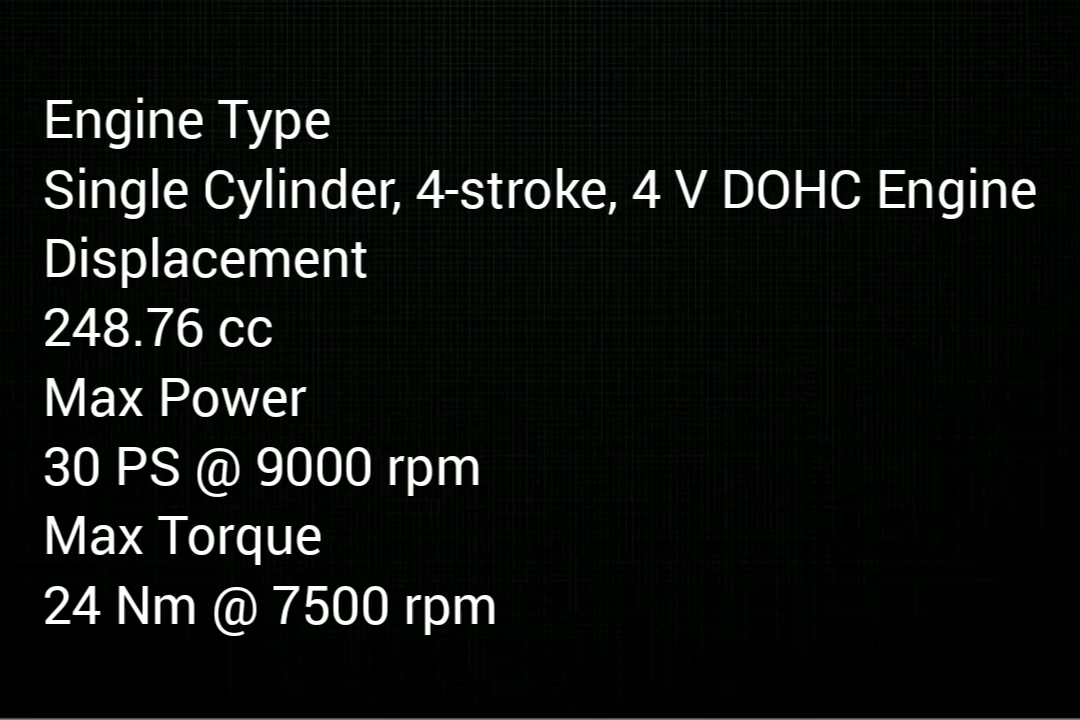 Engine Type
Single Cylinder, 4-stroke, 4 V DOHC Engine
Displacement
248.76 cc
Max Power
30 PS @ 9000 rpm
Max Torque
24 Nm @ 7500 rpm